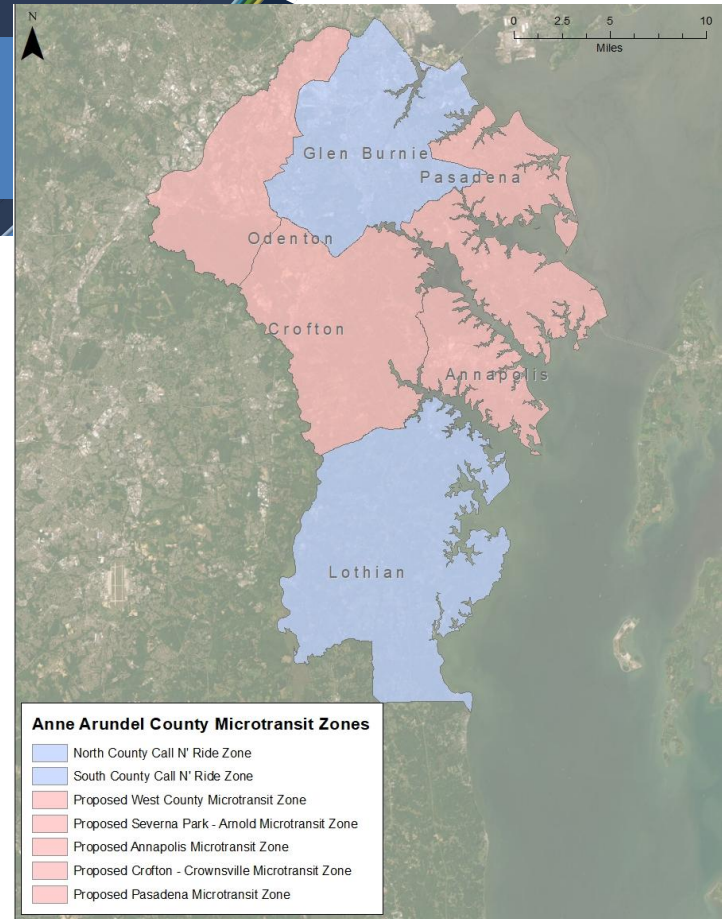 N
0 2.5 5 10
Miles
Glen Burnie
Pasadena
Odenton
Crofton
Annapolis
Lothian
Anne Arundel County Microtransit Zones
North County Call N' Ride Zone
South County Call N' Ride Zone
Proposed West County Microtransit Zone
Proposed Severna Park - Arnold Microtransit Zone
Proposed Annapolis Microtransit Zone
Proposed Crofton - Crownsville Microtransit Zone
Proposed Pasadena Microtransit Zone